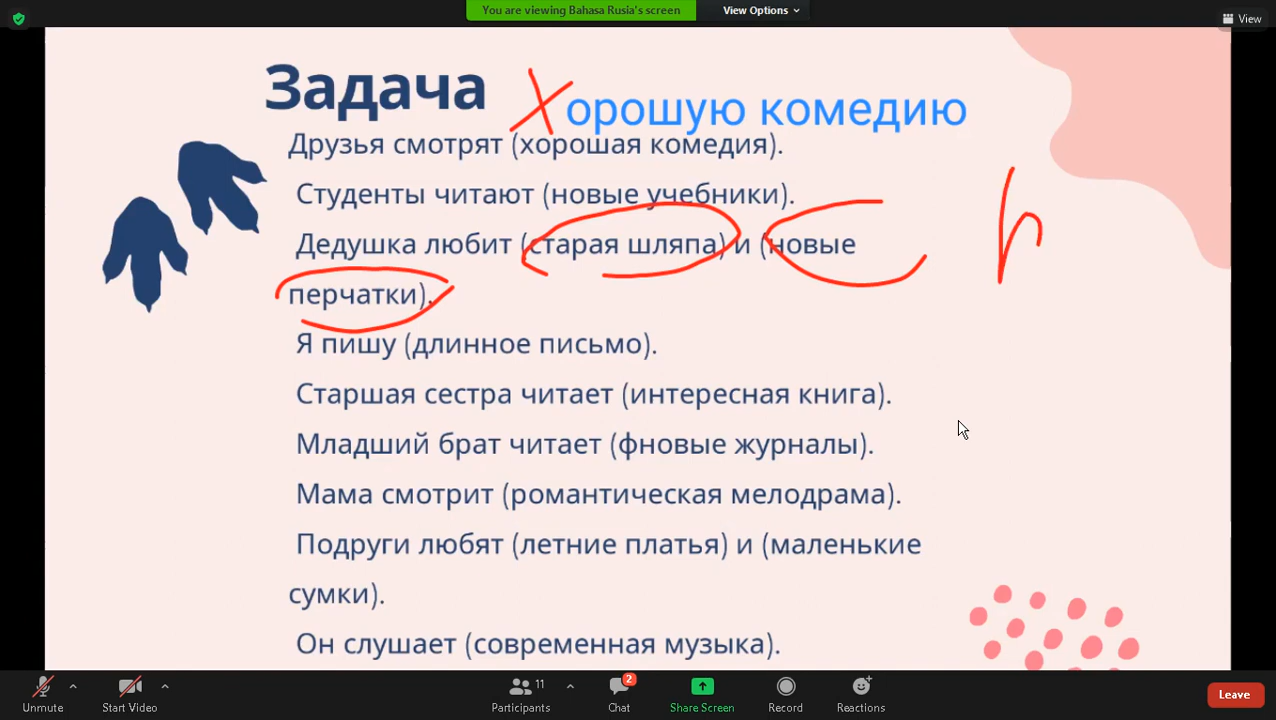 You are viewing Bahasa Rusia's screen
View Options
View
Задача
Хорошую комедию
Друзья смотрят (хорошая комедия).
Студенты читают (новые учебники).
Дедушка любит (старая шляпа) и (новые
перчатки).
Я пишу (длинное письмо).
Старшая сестра читает (интересная книга).
Младший брат читает (фновые журналы).
Мама смотрит (романтическая мелодрама).
Подруги любят (летние платья) и (маленькие
сумки).
Он слушает (современная музыка).
h
Unmute
Start Video
11
Participants
2
Chat
Share Screen
Record
Reactions
Leave